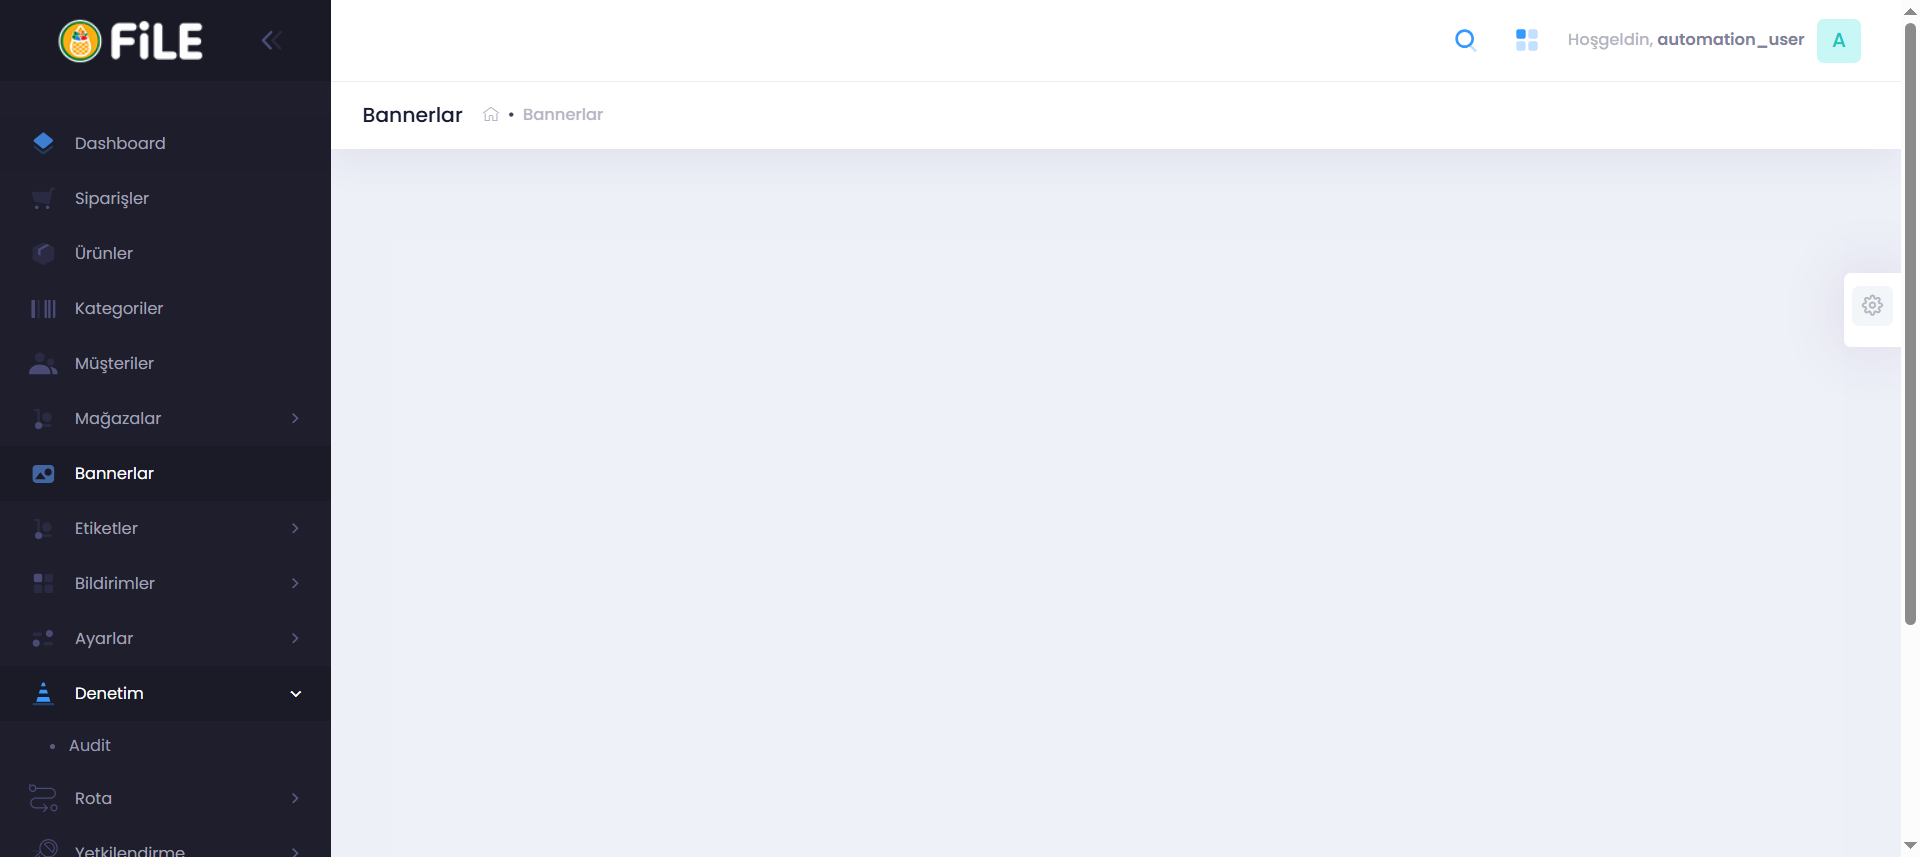 FiLE
Hoşgeldin, automation_user
A
Bannerlar
• Bannerlar
Dashboard
Siparişler
Ürünler
Kategoriler
Müşteriler
Mağazalar
Bannerlar
Etiketler
Bildirimler
Ayarlar
Denetim
• Audit
Rota
Yetkilendirme